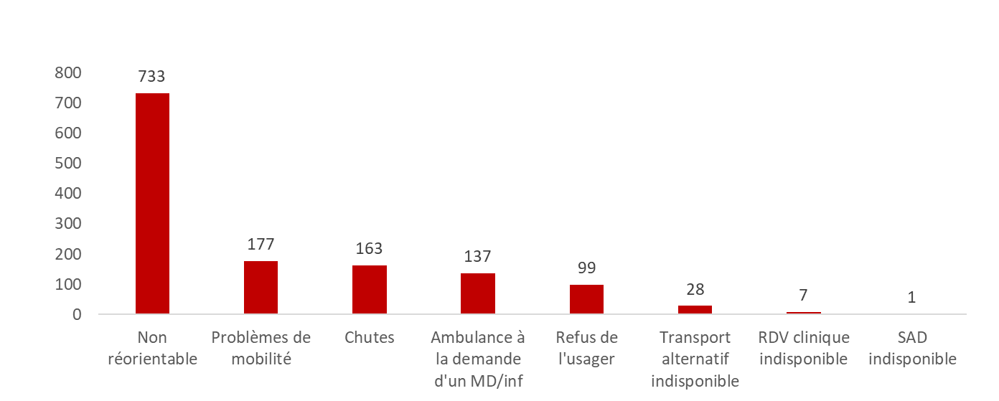 800
700
600
500
400
300
200
100
0
733
177
163
137
99
28
7
1
Non
réorientable
Problèmes de
mobilité
Chutes
Ambulance à
la demande
d'un MD/inf
Refus de
l'usager
Transport
alternatif
indisponible
RDV clinique
indisponible
SAD
indisponible